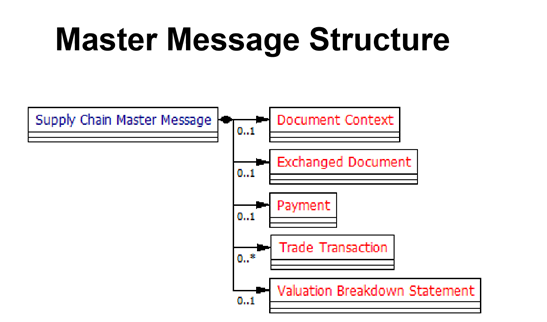 Master Message Structure
Supply Chain Master Message
Document Context
0..1
Exchanged Document
0..1
Payment
0..1
Trade Transaction
0..*
Valuation Breakdown Statement
0..1